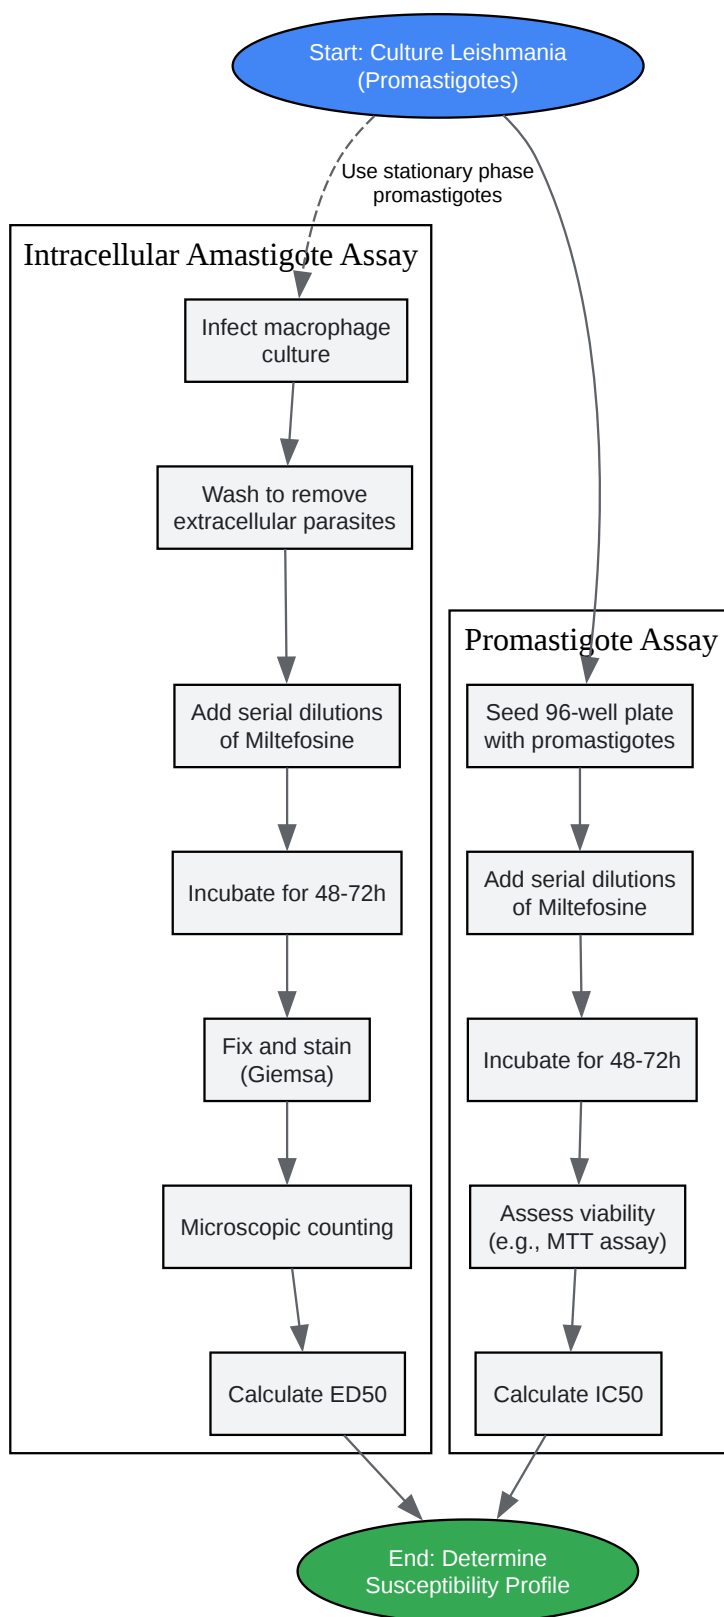 Start: Culture Leishmania
(Promastigotes)
Use stationary phase
promastigotes
Intracellular Amastigote Assay
Infect macrophage
culture
Wash to remove
extracellular parasites
Add serial dilutions
of Miltefosine
Incubate for 48-72h
Fix and stain
(Giemsa)
Microscopic counting
Calculate ED50
Promastigote Assay
Seed 96-well plate
with promastigotes
Add serial dilutions
of Miltefosine
Incubate for 48-72h
Assess viability
(e.g., MTT assay)
Calculate IC50
End: Determine
Susceptibility Profile